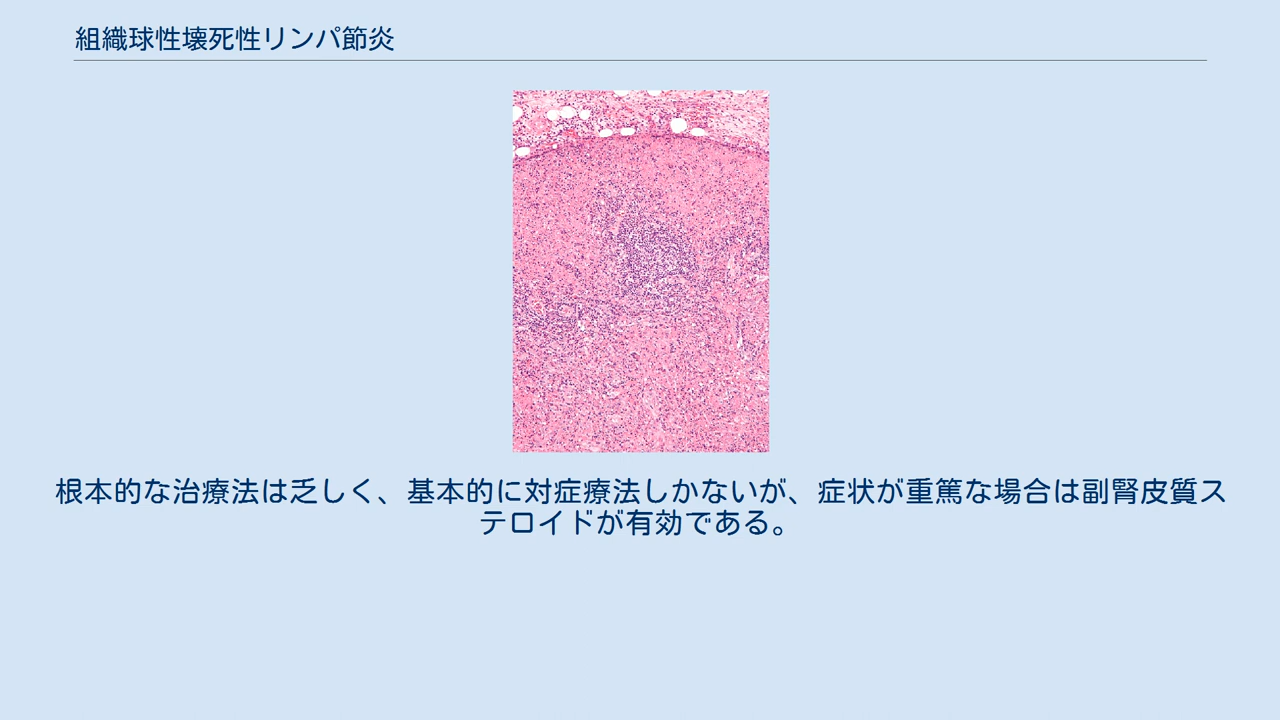 組織球性壊死性リンパ節炎
根本的な治療法は乏しく、基本的に対症療法しかないが、症状が重篤な場合は副腎皮質ス
テロイドが有効である。